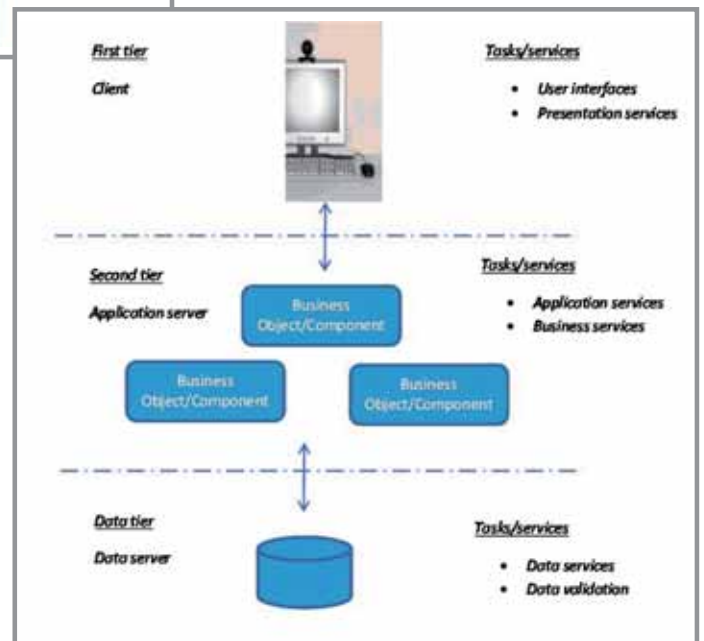 First tier
Client
Tasks/services
• User interfaces
• Presentation services
Second tier
Application server
Tasks/services
• Application services
• Business services
Business
Object/Component
Business
Object/Component
Business
Object/Component
Data tier
Data server
Tasks/services
• Data services
• Data validation